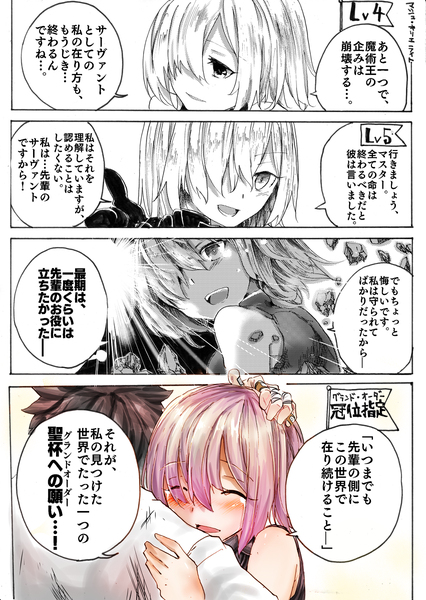 Lv4
あと一つで、
魔術王の
企みは
崩壊する…。
サーヴァント
としての
私の在り方も、
もうじき…
終わるん
ですね…。
Lv5
行きましょう、
マスター。
全ての命は
終わるべきだと
彼は言いました。
私はそれを
理解していますが、
認めることは
したくない。
私は…先輩の
サーヴァント
ですから！
でもちょっと
悔しいです。
私は守られて
ばかりだったから―
最期は、
一度くらいは
先輩のお役に
立ちたかった―
グランド・オーダー
冠位指定
「いつまでも
先輩の側に
この世界で
在り続けること―」
それが、
私の見つけた
世界でたった一つの
グランドオーダー
聖杯への願い…！